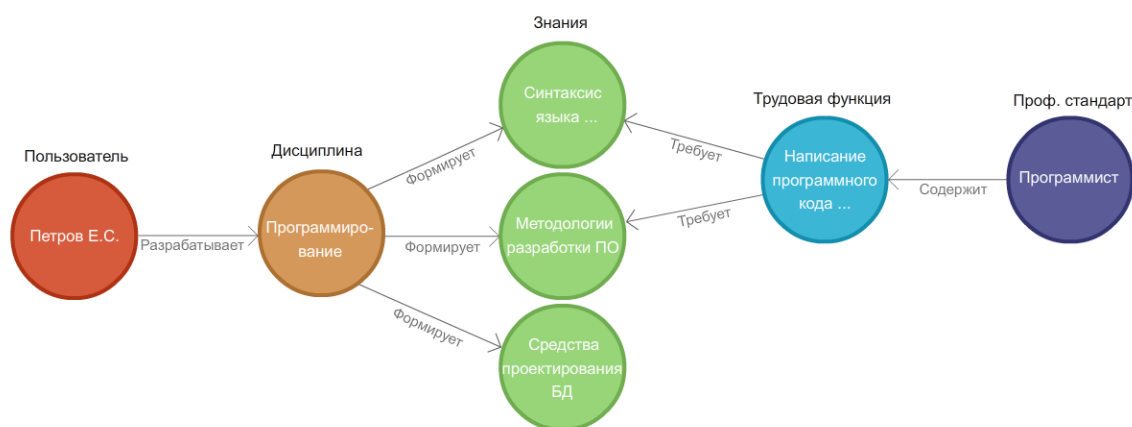 Знания
Синтаксис
языка ...
Трудовая функция
Проф. стандарт
Пользователь
Дисциплина
Формирует
Требует
Написание
программного
кода ...
Содержит
Программист
Петров Е.С.
Разрабатывает
Программиро-
вание
Формирует
Методологии
разработки ПО
Требует
Формирует
Средства
проектирования
БД